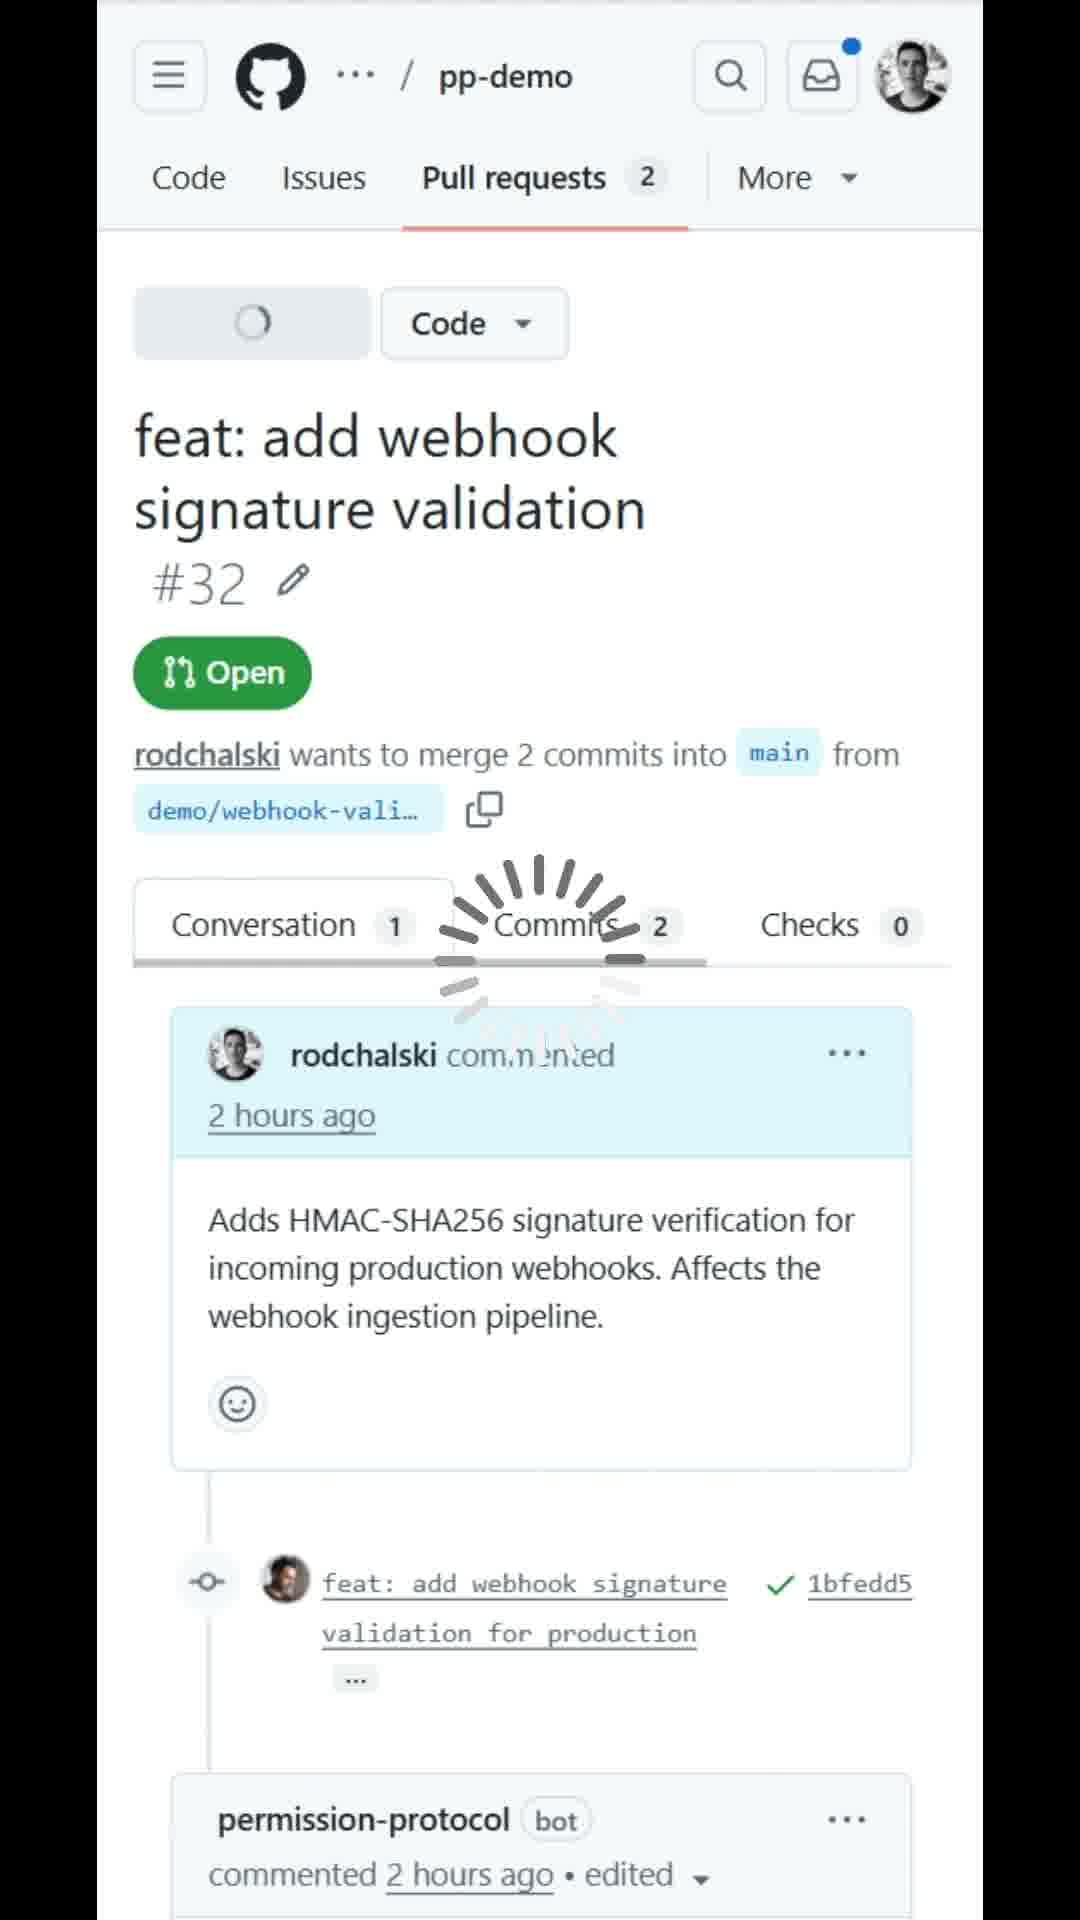 ··· / pp-demo
Code Issues Pull requests 2 More
Code
feat: add webhook
signature validation
#32
Open
rodchalski wants to merge 2 commits into main from
demo/webhook-vali…
Conversation 1 Commits 2 Checks 0
rodchalski commented
2 hours ago
Adds HMAC-SHA256 signature verification for
incoming production webhooks. Affects the
webhook ingestion pipeline.
feat: add webhook signature 1bfedd5
validation for production
…
permission-protocol bot
commented 2 hours ago • edited